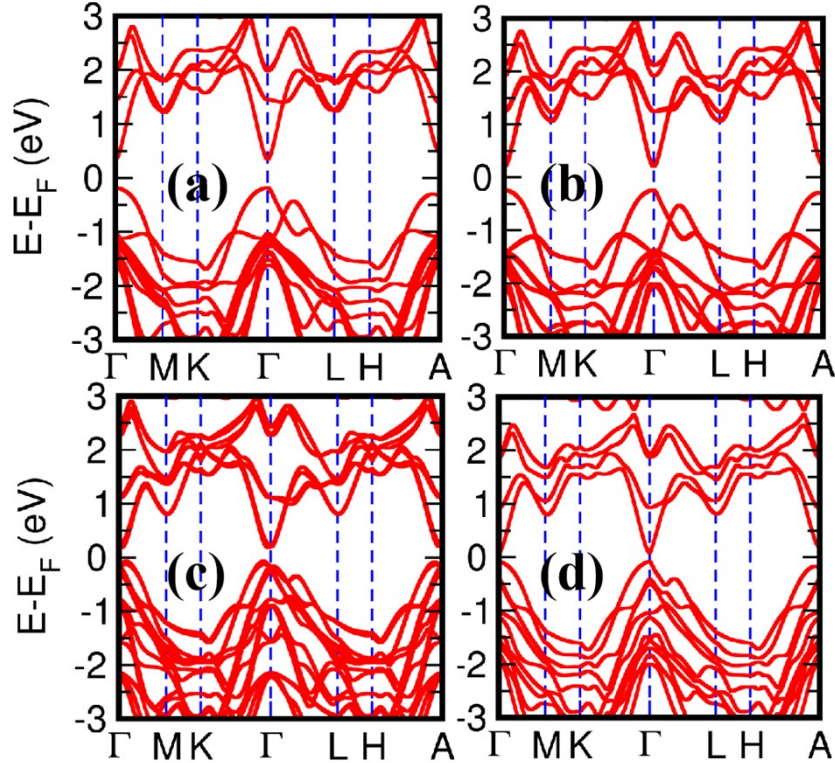 3
2
1
0
-1
-2
-3
E-E_F (eV)
(a)
Γ M K Γ L H A
3
2
1
0
-1
-2
-3
(b)
Γ M K Γ L H A
3
2
1
0
-1
-2
-3
E-E_F (eV)
(c)
Γ M K Γ L H A
3
2
1
0
-1
-2
-3
(d)
Γ M K Γ L H A